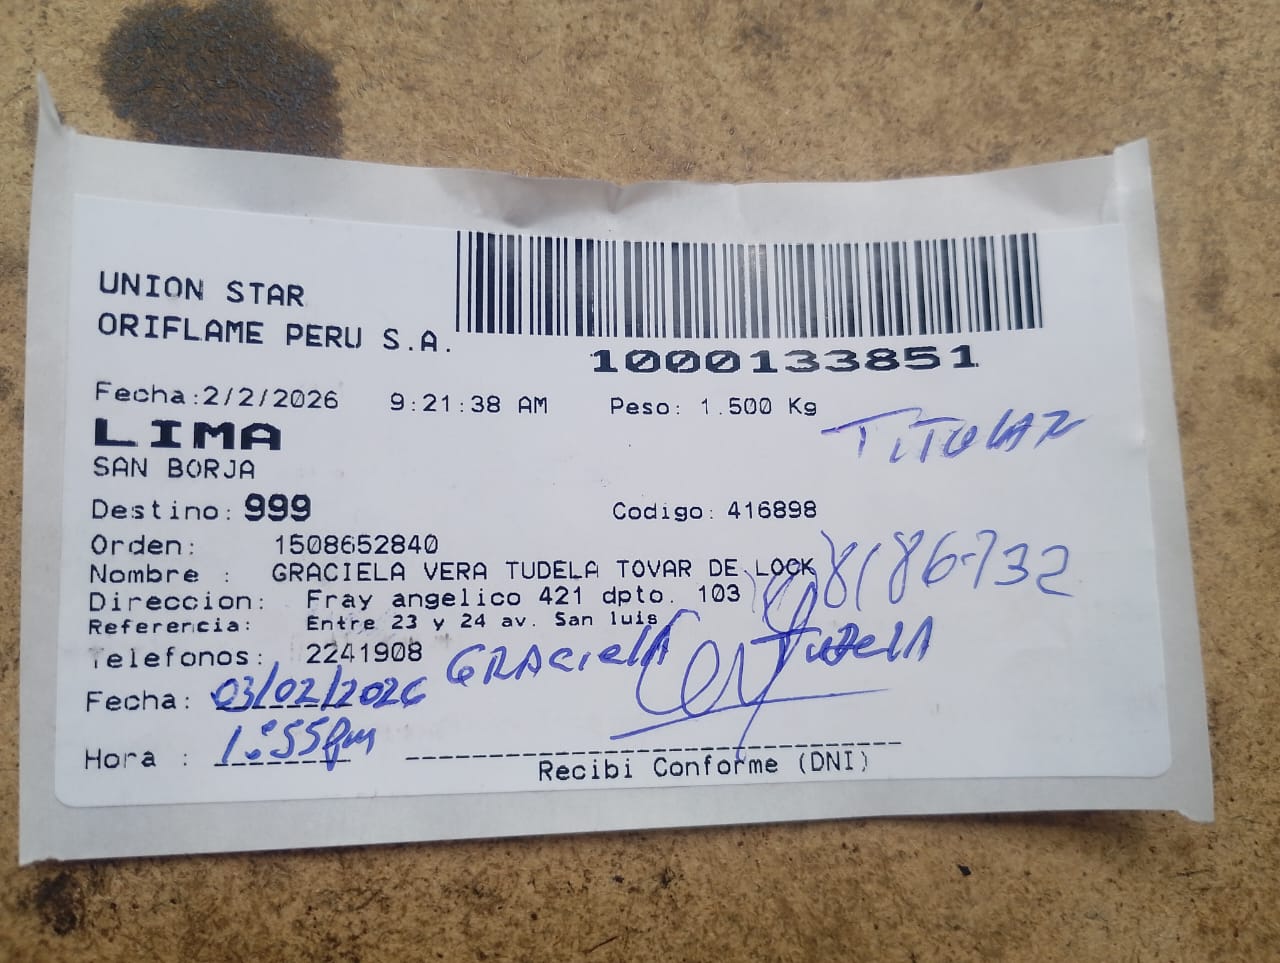 UNION STAR
ORIFLAME PERU S.A.
1000133851
Fecha:2/2/2026 9:21:38 AM Peso: 1.500 Kg
LIMA
TITULAR
SAN BORJA
Destino: 999 Codigo: 416898
Orden: 1508652840
Nombre : GRACIELA VERA TUDELA TOVAR DE LOCK
Direccion: Fray angelico 421 dpto. 103
Referencia: Entre 23 y 24 av. San luis
Telefonos: 2241908
GRACIELA TUDELA
Fecha: 03/02/2026
Hora : 1:55pm
Recibi Conforme (DNI)